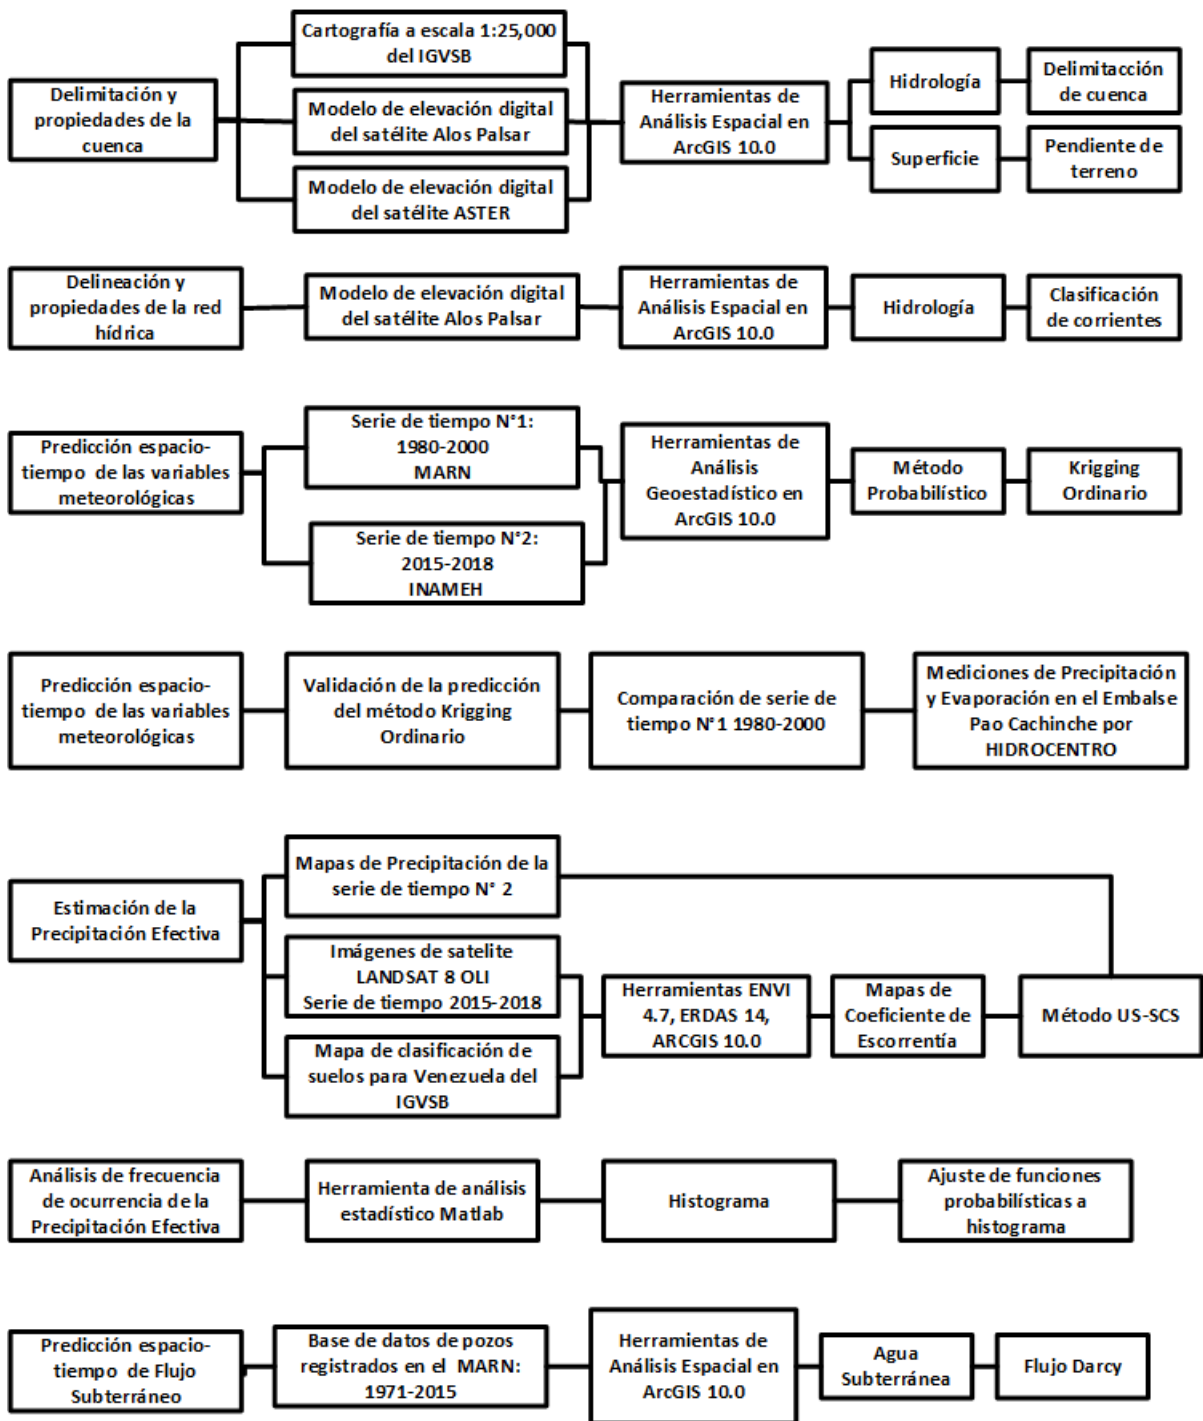 Delimitación y
propiedades de la
cuenca
Cartografía a escala 1:25,000
del IGVSB
Modelo de elevación digital
del satélite Alos Palsar
Modelo de elevación digital
del satélite ASTER
Herramientas de
Análisis Espacial en
ArcGIS 10.0
Hidrología
Delimitacción
de cuenca
Superficie
Pendiente de
terreno
Delineación y
propiedades de la red
hídrica
Modelo de elevación digital
del satélite Alos Palsar
Herramientas de
Análisis Espacial en
ArcGIS 10.0
Hidrología
Clasificación
de corrientes
Predicción espacio-
tiempo de las variables
meteorológicas
Serie de tiempo N°1:
1980-2000
MARN
Serie de tiempo N°2:
2015-2018
INAMEH
Herramientas de
Análisis
Geoestadístico en
ArcGIS 10.0
Método
Probabilístico
Krigging
Ordinario
Predicción espacio-
tiempo de las variables
meteorológicas
Validación de la predicción
del método Krigging
Ordinario
Comparación de serie de
tiempo N°1 1980-2000
Mediciones de Precipitación
y Evaporación en el Embalse
Pao Cachinche por
HIDROCENTRO
Estimación de la
Precipitación Efectiva
Mapas de Precipitación de la
serie de tiempo N° 2
Imágenes de satelite
LANDSAT 8 OLI
Serie de tiempo 2015-2018
Mapa de clasificación de
suelos para Venezuela del
IGVSB
Herramientas ENVI
4.7, ERDAS 14,
ARCGIS 10.0
Mapas de
Coeficiente de
Escorrentía
Método US-SCS
Análisis de frecuencia
de ocurrencia de la
Precipitación Efectiva
Herramienta de análisis
estadístico Matlab
Histograma
Ajuste de funciones
probabilísticas a
histograma
Predicción espacio-
tiempo de Flujo
Subterráneo
Base de datos de pozos
registrados en el MARN:
1971-2015
Herramientas de
Análisis Espacial en
ArcGIS 10.0
Agua
Subterránea
Flujo Darcy